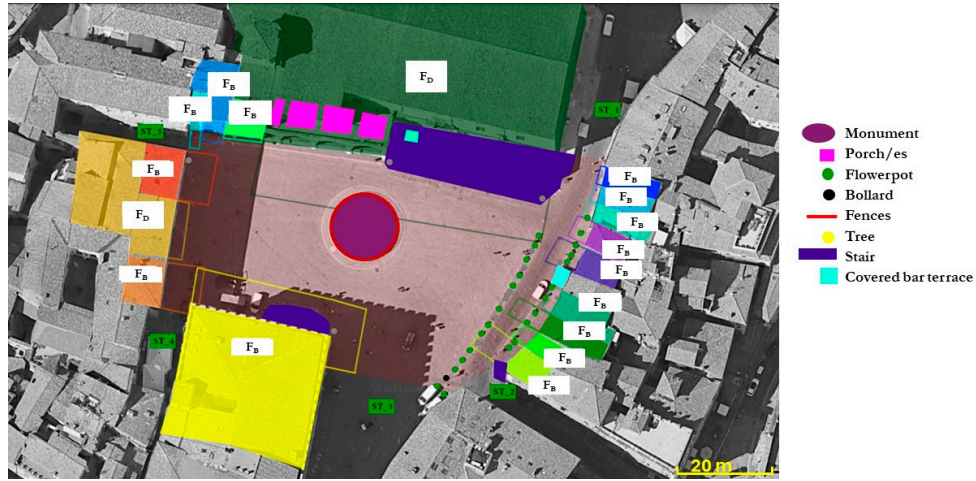 F_D
F_B
F_B
F_B
ST_1
ST_5
F_B
F_B
F_B
F_D
F_B
F_B
F_B
F_B
F_B
F_B
ST_4
F_B
F_B
F_B
ST_2
ST_3
20 m
Monument
Porch/es
Flowerpot
Bollard
Fences
Tree
Stair
Covered bar terrace